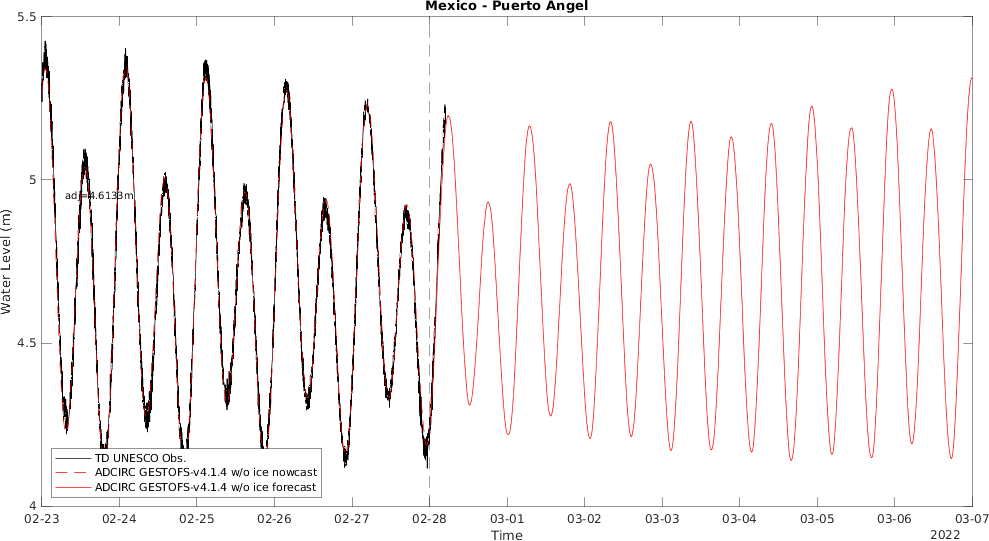 Mexico - Puerto Angel
5.5
5
4.5
4
Water Level (m)
adj=4.6133m
TD UNESCO Obs.
ADCIRC GESTOFS-v4.1.4 w/o ice nowcast
ADCIRC GESTOFS-v4.1.4 w/o ice forecast
02-23 02-24 02-25 02-26 02-27 02-28 03-01 03-02 03-03 03-04 03-05 03-06 03-07
Time
2022